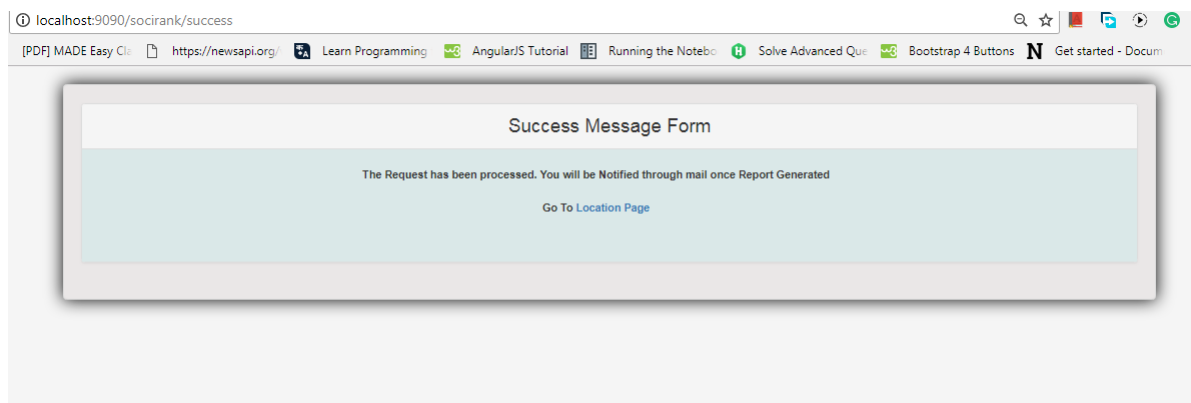 localhost:9090/socirank/success
[PDF] MADE Easy Cla https://newsapi.org/ Learn Programming AngularJS Tutorial Running the Notebo Solve Advanced Que Bootstrap 4 Buttons N Get started - Docum
Success Message Form
The Request has been processed. You will be Notified through mail once Report Generated
Go To Location Page